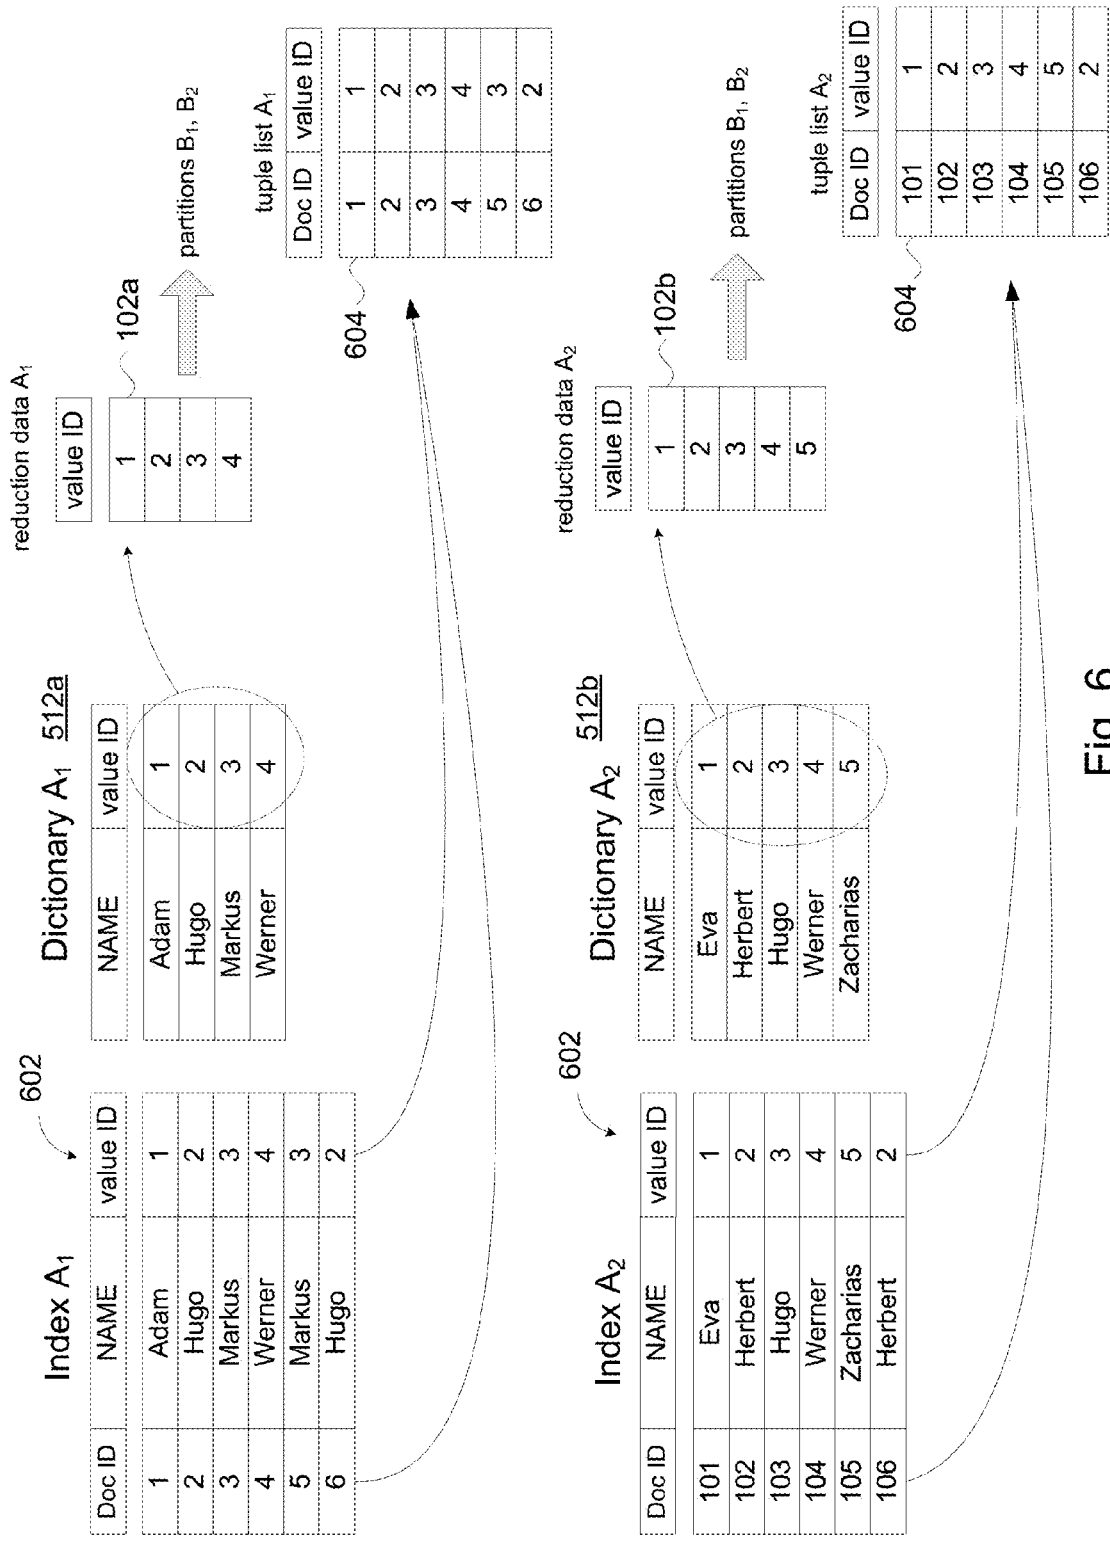 Index A1
602
Doc ID NAME value ID
1 Adam 1
2 Hugo 2
3 Markus 3
4 Werner 4
5 Markus 3
6 Hugo 2
Dictionary A1 512a
NAME value ID
Adam 1
Hugo 2
Markus 3
Werner 4
reduction data A1
value ID
1
2
3
4
102a
partitions B1, B2
tuple list A1
Doc ID value ID
1 1
2 2
3 3
4 4
5 3
6 2
604
Index A2
602
Doc ID NAME value ID
101 Eva 1
102 Herbert 2
103 Hugo 3
104 Werner 4
105 Zacharias 5
106 Herbert 2
Dictionary A2 512b
NAME value ID
Eva 1
Herbert 2
Hugo 3
Werner 4
Zacharias 5
reduction data A2
value ID
1
2
3
4
5
102b
partitions B1, B2
tuple list A2
Doc ID value ID
101 1
102 2
103 3
104 4
105 5
106 2
604
Fig. 6